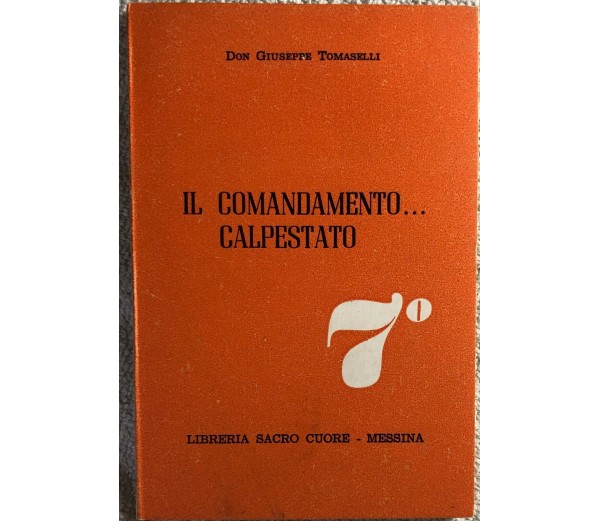 Don Giuseppe Tomaselli
IL COMANDAMENTO...
CALPESTATO
7°
LIBRERIA SACRO CUORE - MESSINA